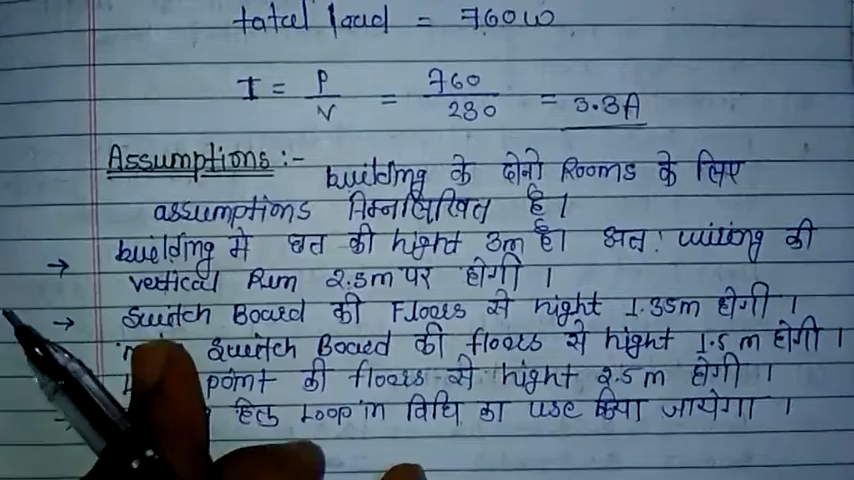 total load = 760W
I = P/V = 760/230 = 3.3A
Assumptions :-
building के दोनो Rooms के लिए
assumptions निम्नलिखित है।
→ building मे छत की hight 3m है। अतः wiring की
vertical Run 2.5m पर होगी ।
→ Switch Board की Floors से hight 1.35m होगी ।
Switch Board की floors से hight 1.5m होगी ।
point की floors से hight 2.5m होगी ।
हेतु Loop in विधि का use किया जायेगा ।